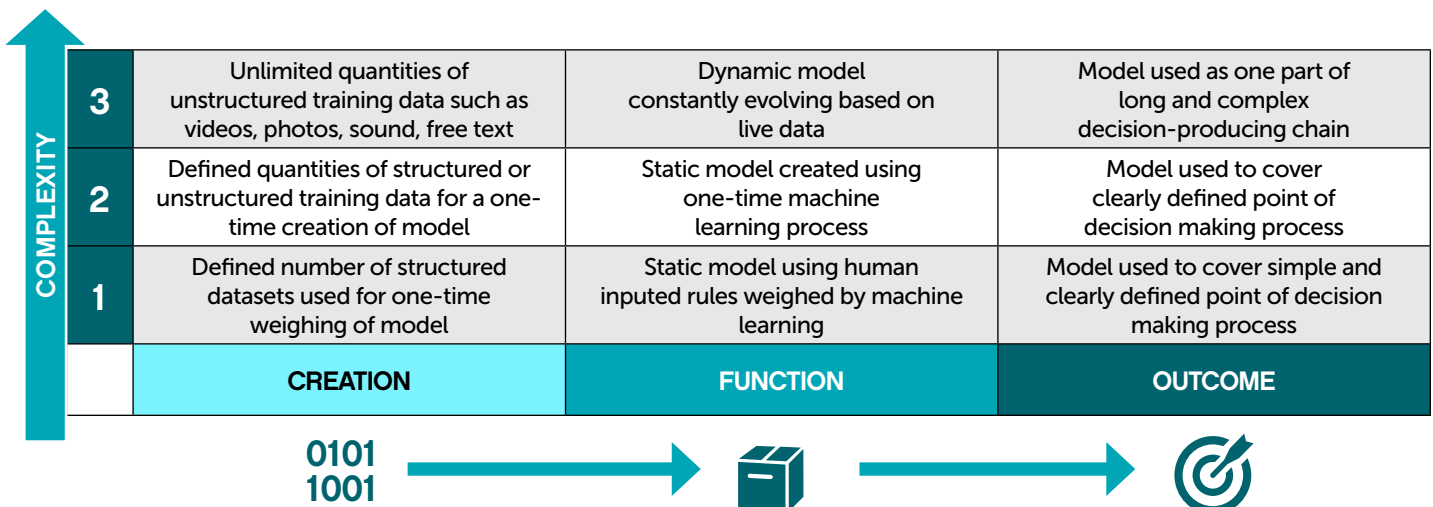 COMPLEXITY
3
Unlimited quantities of
unstructured training data such as
videos, photos, sound, free text
Dynamic model
constantly evolving based on
live data
Model used as one part of
long and complex
decision-producing chain
2
Defined quantities of structured or
unstructured training data for a one-
time creation of model
Static model created using
one-time machine
learning process
Model used to cover
clearly defined point of
decision making process
1
Defined number of structured
datasets used for one-time
weighing of model
Static model using human
inputed rules weighed by machine
learning
Model used to cover simple and
clearly defined point of decision
making process
CREATION
FUNCTION
OUTCOME
0101
1001